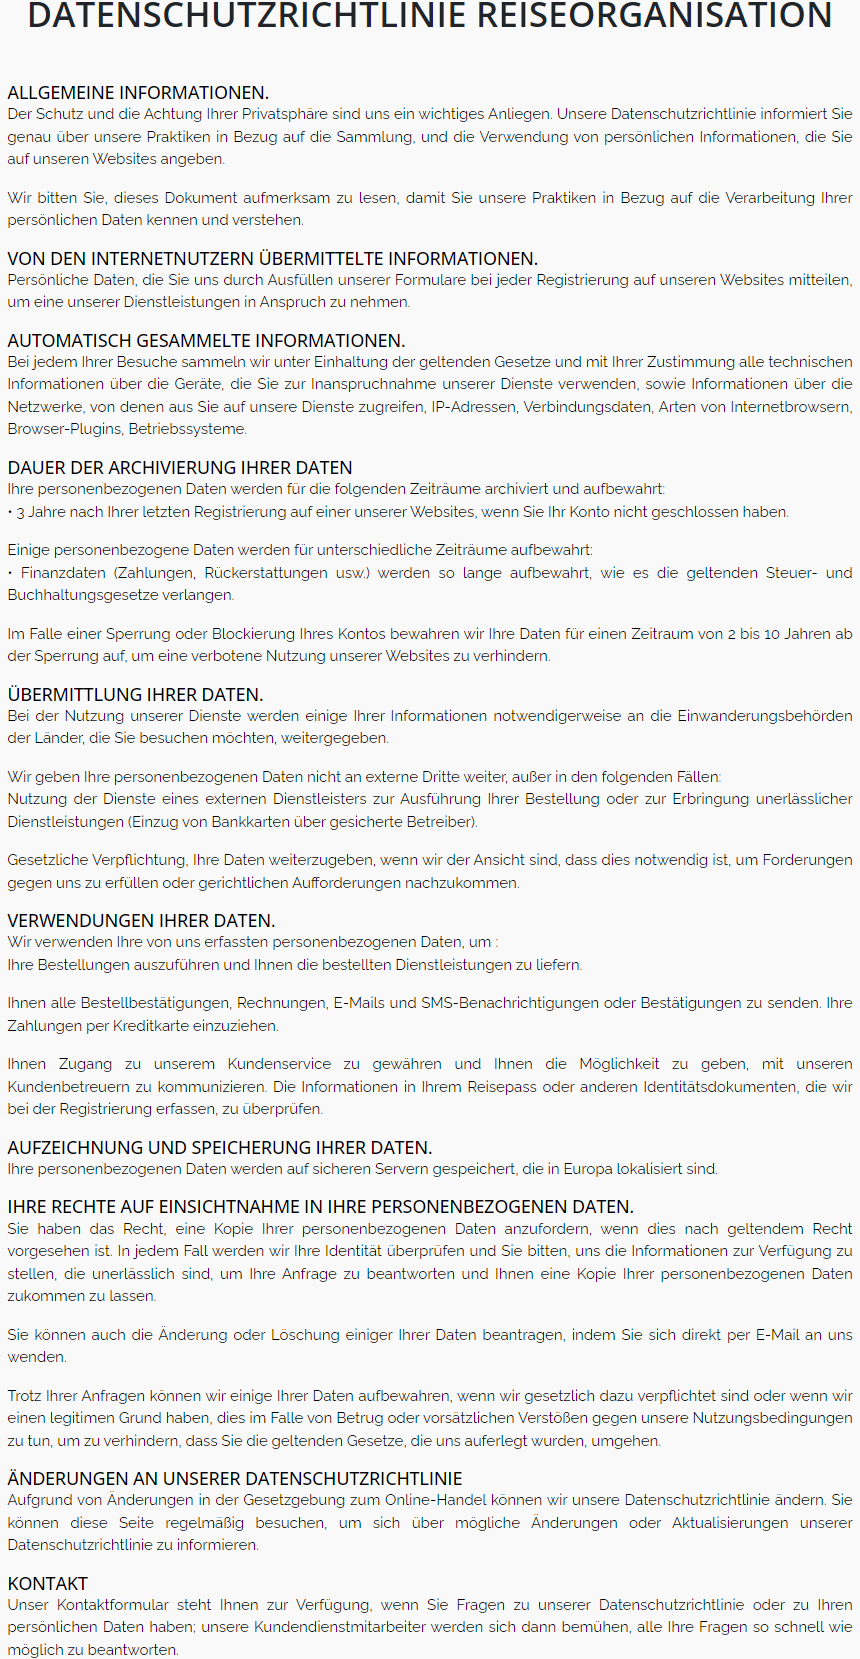 DATENSCHUTZRICHTLINIE REISEORGANISATION
ALLGEMEINE INFORMATIONEN.
Der Schutz und die Achtung Ihrer Privatsphäre sind uns ein wichtiges Anliegen. Unsere Datenschutzrichtlinie informiert Sie
genau über unsere Praktiken in Bezug auf die Sammlung, und die Verwendung von persönlichen Informationen, die Sie
auf unseren Websites angeben.
Wir bitten Sie, dieses Dokument aufmerksam zu lesen, damit Sie unsere Praktiken in Bezug auf die Verarbeitung Ihrer
persönlichen Daten kennen und verstehen.
VON DEN INTERNETNUTZERN ÜBERMITTELTE INFORMATIONEN.
Persönliche Daten, die Sie uns durch Ausfüllen unserer Formulare bei jeder Registrierung auf unseren Websites mitteilen,
um eine unserer Dienstleistungen in Anspruch zu nehmen.
AUTOMATISCH GESAMMELTE INFORMATIONEN.
Bei jedem Ihrer Besuche sammeln wir unter Einhaltung der geltenden Gesetze und mit Ihrer Zustimmung alle technischen
Informationen über die Geräte, die Sie zur Inanspruchnahme unserer Dienste verwenden, sowie Informationen über die
Netzwerke, von denen aus Sie auf unsere Dienste zugreifen, IP-Adressen, Verbindungsdaten, Arten von Internetbrowsern,
Browser-Plugins, Betriebssysteme.
DAUER DER ARCHIVIERUNG IHRER DATEN
Ihre personenbezogenen Daten werden für die folgenden Zeiträume archiviert und aufbewahrt:
• 3 Jahre nach Ihrer letzten Registrierung auf einer unserer Websites, wenn Sie Ihr Konto nicht geschlossen haben.
Einige personenbezogene Daten werden für unterschiedliche Zeiträume aufbewahrt:
• Finanzdaten (Zahlungen, Rückerstattungen usw.) werden so lange aufbewahrt, wie es die geltenden Steuer- und
Buchhaltungsgesetze verlangen.
Im Falle einer Sperrung oder Blockierung Ihres Kontos bewahren wir Ihre Daten für einen Zeitraum von 2 bis 10 Jahren ab
der Sperrung auf, um eine verbotene Nutzung unserer Websites zu verhindern.
ÜBERMITTLUNG IHRER DATEN.
Bei der Nutzung unserer Dienste werden einige Ihrer Informationen notwendigerweise an die Einwanderungsbehörden
der Länder, die Sie besuchen möchten, weitergegeben.
Wir geben Ihre personenbezogenen Daten nicht an externe Dritte weiter, außer in den folgenden Fällen:
Nutzung der Dienste eines externen Dienstleisters zur Ausführung Ihrer Bestellung oder zur Erbringung unerlässlicher
Dienstleistungen (Einzug von Bankkarten über gesicherte Betreiber).
Gesetzliche Verpflichtung, Ihre Daten weiterzugeben, wenn wir der Ansicht sind, dass dies notwendig ist, um Forderungen
gegen uns zu erfüllen oder gerichtlichen Aufforderungen nachzukommen.
VERWENDUNGEN IHRER DATEN.
Wir verwenden Ihre von uns erfassten personenbezogenen Daten, um :
Ihre Bestellungen auszuführen und Ihnen die bestellten Dienstleistungen zu liefern.
Ihnen alle Bestellbestätigungen, Rechnungen, E-Mails und SMS-Benachrichtigungen oder Bestätigungen zu senden. Ihre
Zahlungen per Kreditkarte einzuziehen.
Ihnen Zugang zu unserem Kundenservice zu gewähren und Ihnen die Möglichkeit zu geben, mit unseren
Kundenbetreuern zu kommunizieren. Die Informationen in Ihrem Reisepass oder anderen Identitätsdokumenten, die wir
bei der Registrierung erfassen, zu überprüfen.
AUFZEICHNUNG UND SPEICHERUNG IHRER DATEN.
Ihre personenbezogenen Daten werden auf sicheren Servern gespeichert, die in Europa lokalisiert sind.
IHRE RECHTE AUF EINSICHTNAHME IN IHRE PERSONENBEZOGENEN DATEN.
Sie haben das Recht, eine Kopie Ihrer personenbezogenen Daten anzufordern, wenn dies nach geltendem Recht
vorgesehen ist. In jedem Fall werden wir Ihre Identität überprüfen und Sie bitten, uns die Informationen zur Verfügung zu
stellen, die unerlässlich sind, um Ihre Anfrage zu beantworten und Ihnen eine Kopie Ihrer personenbezogenen Daten
zukommen zu lassen.
Sie können auch die Änderung oder Löschung einiger Ihrer Daten beantragen, indem Sie sich direkt per E-Mail an uns
wenden.
Trotz Ihrer Anfragen können wir einige Ihrer Daten aufbewahren, wenn wir gesetzlich dazu verpflichtet sind oder wenn wir
einen legitimen Grund haben, dies im Falle von Betrug oder vorsätzlichen Verstößen gegen unsere Nutzungsbedingungen
zu tun, um zu verhindern, dass Sie die geltenden Gesetze, die uns auferlegt wurden, umgehen.
ÄNDERUNGEN AN UNSERER DATENSCHUTZRICHTLINIE
Aufgrund von Änderungen in der Gesetzgebung zum Online-Handel können wir unsere Datenschutzrichtlinie ändern. Sie
können diese Seite regelmäßig besuchen, um sich über mögliche Änderungen oder Aktualisierungen unserer
Datenschutzrichtlinie zu informieren.
KONTAKT
Unser Kontaktformular steht Ihnen zur Verfügung, wenn Sie Fragen zu unserer Datenschutzrichtlinie oder zu Ihren
persönlichen Daten haben; unsere Kundendienstmitarbeiter werden sich dann bemühen, alle Ihre Fragen so schnell wie
möglich zu beantworten.